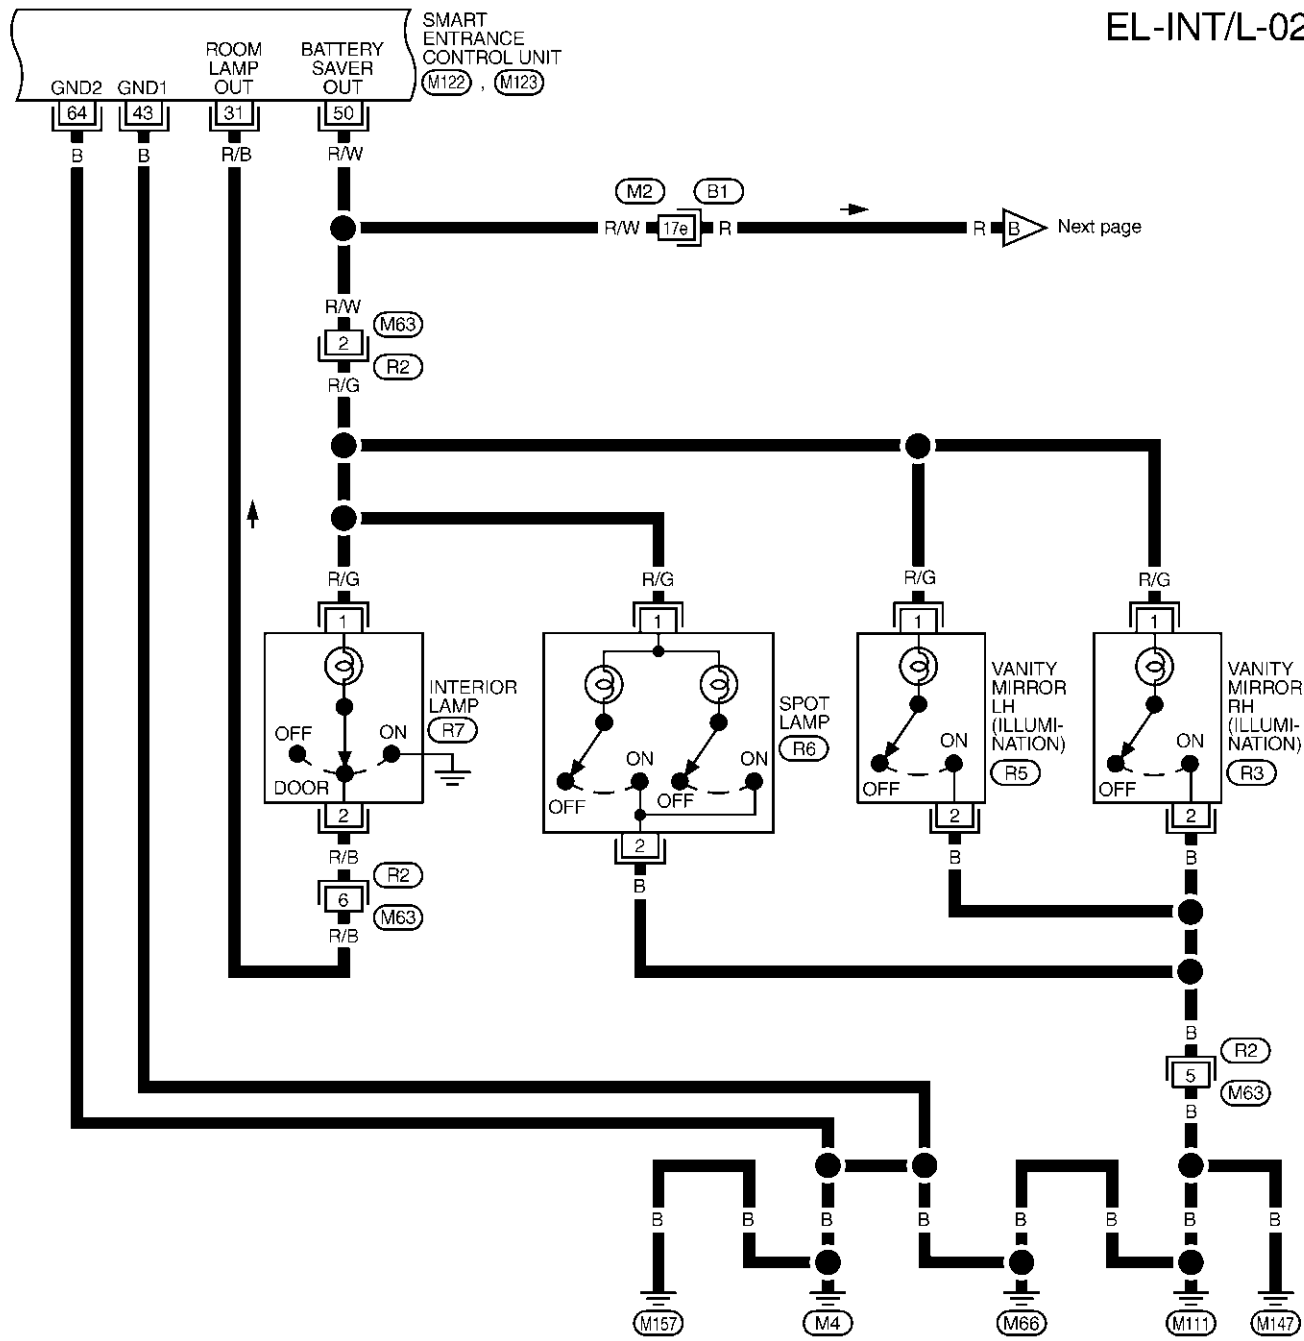 EL-INT/L-02
SMART
ENTRANCE
CONTROL UNIT
M122 , M123
ROOM
LAMP
OUT
BATTERY
SAVER
OUT
GND2 GND1
64 43 31 50
B B R/B R/W
M2 B1
R/W 17e R R B Next page
R/W
M63
2
R2
R/G
R/G R/G R/G R/G
1 1 1 1
INTERIOR
LAMP
R7
OFF ON
DOOR
SPOT
LAMP
R6
ON ON
OFF OFF
VANITY
MIRROR
LH
(ILLUMI-
NATION)
R5
ON
OFF
VANITY
MIRROR
RH
(ILLUMI-
NATION)
R3
ON
OFF
2 2 2 2
R/B B B B
R2
6
M63
R/B
B
R2
5
M63
B
B B B B B B B B
M157 M4 M66 M111 M147